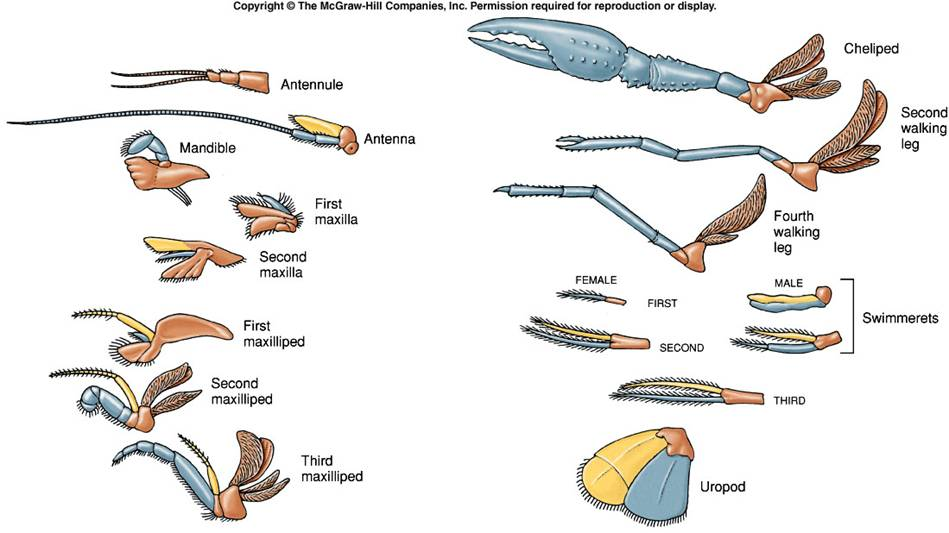 Copyright © The McGraw-Hill Companies, Inc. Permission required for reproduction or display.
Antennule
Antenna
Mandible
First
maxilla
Second
maxilla
First
maxilliped
Second
maxilliped
Third
maxilliped
Cheliped
Second
walking
leg
Fourth
walking
leg
FEMALE
MALE
FIRST
Swimmerets
SECOND
THIRD
Uropod